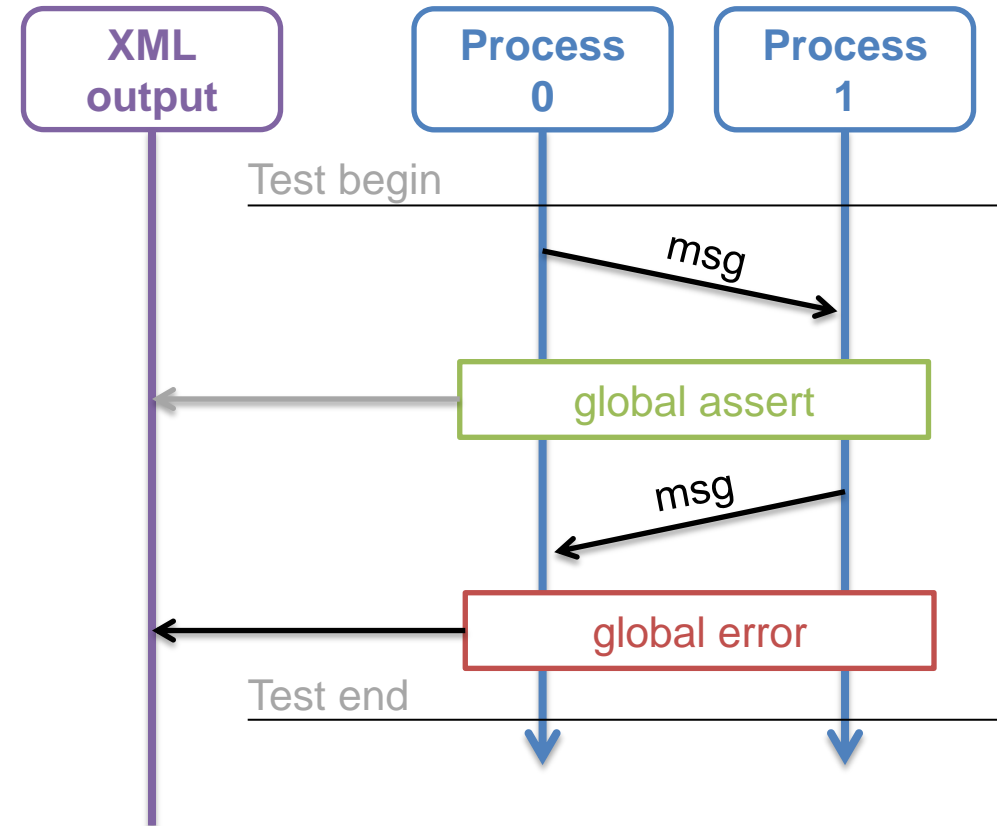 XML
output
Process
0
Process
1
Test begin
msg
global assert
msg
global error
Test end